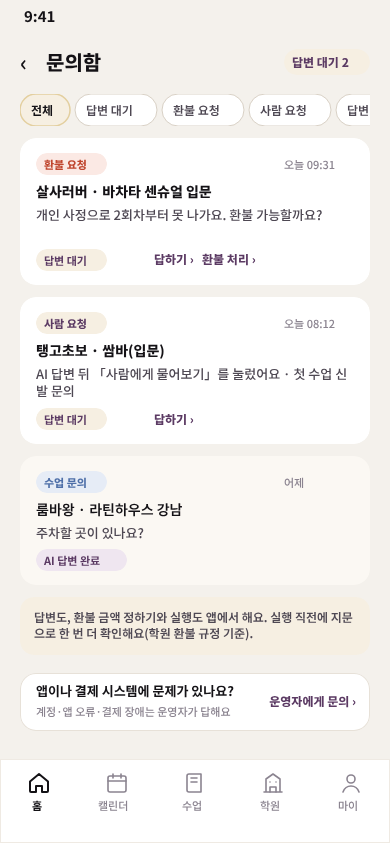 9:41
‹ 문의함
답변 대기 2
전체 답변 대기 환불 요청 사람 요청 답변
환불 요청 오늘 09:31
살사러버 · 바차타 센슈얼 입문
개인 사정으로 2회차부터 못 나가요. 환불 가능할까요?
답변 대기 답하기 › 환불 처리 ›
사람 요청 오늘 08:12
탱고초보 · 쌈바(입문)
AI 답변 뒤 「사람에게 물어보기」를 눌렀어요 · 첫 수업 신
발 문의
답변 대기 답하기 ›
수업 문의 어제
룸바왕 · 라틴하우스 강남
주차할 곳이 있나요?
AI 답변 완료
답변도, 환불 금액 정하기와 실행도 앱에서 해요. 실행 직전에 지문
으로 한 번 더 확인해요(학원 환불 규정 기준).
앱이나 결제 시스템에 문제가 있나요?
계정·앱 오류·결제 장애는 운영자가 답해요
운영자에게 문의 ›
홈 캘린더 수업 학원 마이